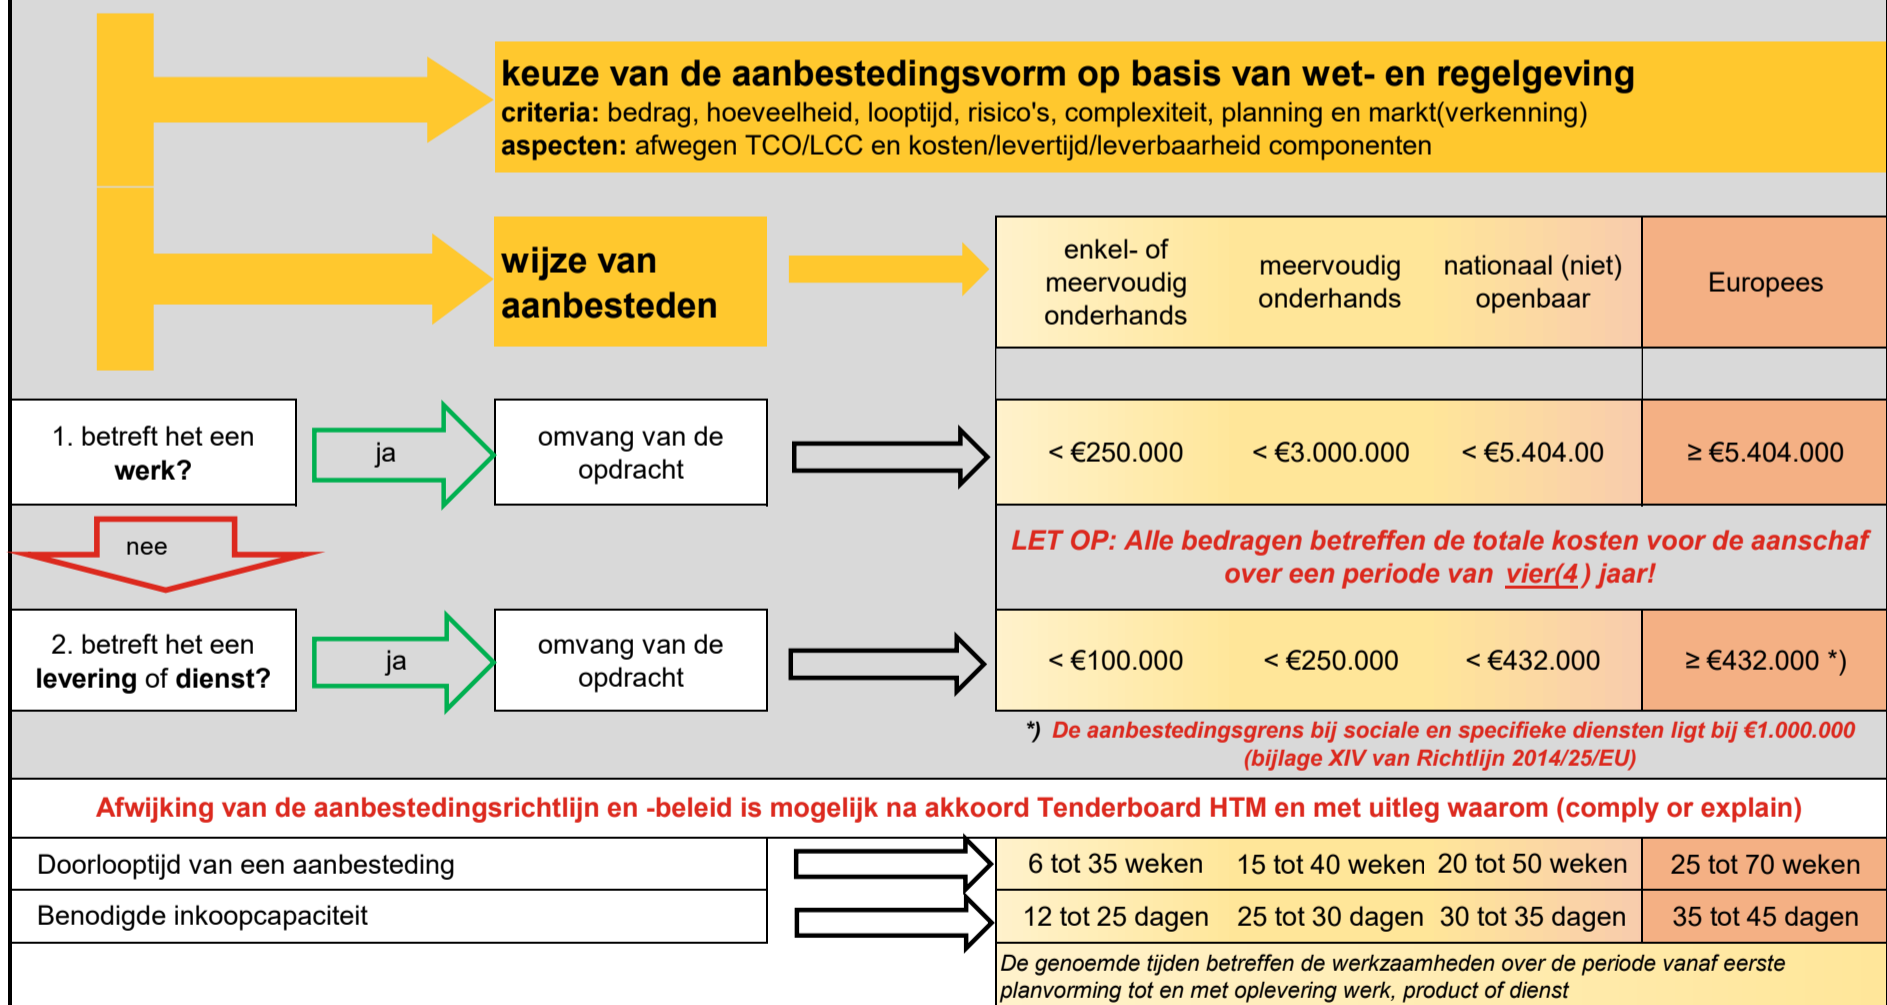 keuze van de aanbestedingsvorm op basis van wet- en regelgeving
criteria: bedrag, hoeveelheid, looptijd, risico's, complexiteit, planning en markt(verkenning)
aspecten: afwegen TCO/LCC en kosten/levertijd/leverbaarheid componenten
wijze van
aanbesteden
enkel- of
meervoudig
onderhands
meervoudig
onderhands
nationaal (niet)
openbaar
Europees
1. betreft het een
werk?
ja
omvang van de
opdracht
< €250.000
< €3.000.000
< €5.404.00
≥ €5.404.000
nee
LET OP: Alle bedragen betreffen de totale kosten voor de aanschaf
over een periode van vier(4) jaar!
2. betreft het een
levering of dienst?
ja
omvang van de
opdracht
< €100.000
< €250.000
< €432.000
≥ €432.000 *)
*) De aanbestedingsgrens bij sociale en specifieke diensten ligt bij €1.000.000
(bijlage XIV van Richtlijn 2014/25/EU)
Afwijking van de aanbestedingsrichtlijn en -beleid is mogelijk na akkoord Tenderboard HTM en met uitleg waarom (comply or explain)
Doorlooptijd van een aanbesteding
6 tot 35 weken
15 tot 40 weken
20 tot 50 weken
25 tot 70 weken
Benodigde inkoopcapaciteit
12 tot 25 dagen
25 tot 30 dagen
30 tot 35 dagen
35 tot 45 dagen
De genoemde tijden betreffen de werkzaamheden over de periode vanaf eerste
planvorming tot en met oplevering werk, product of dienst